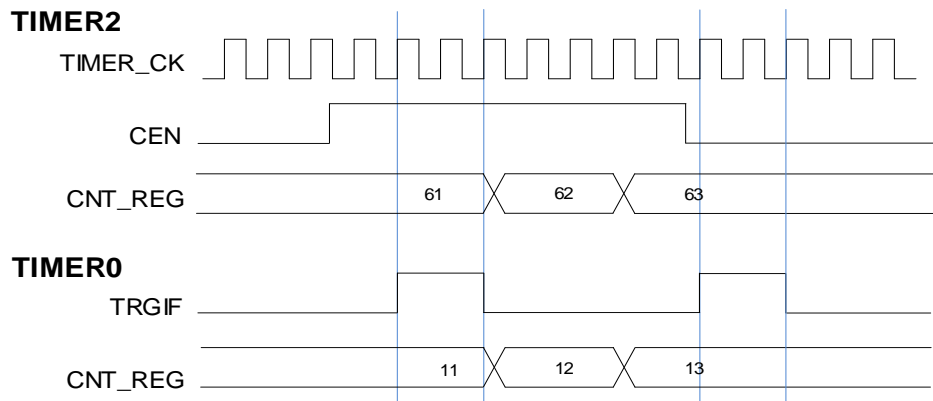 TIMER2
TIMER_CK
CEN
CNT_REG 61 62 63
TIMER0
TRGIF
CNT_REG 11 12 13